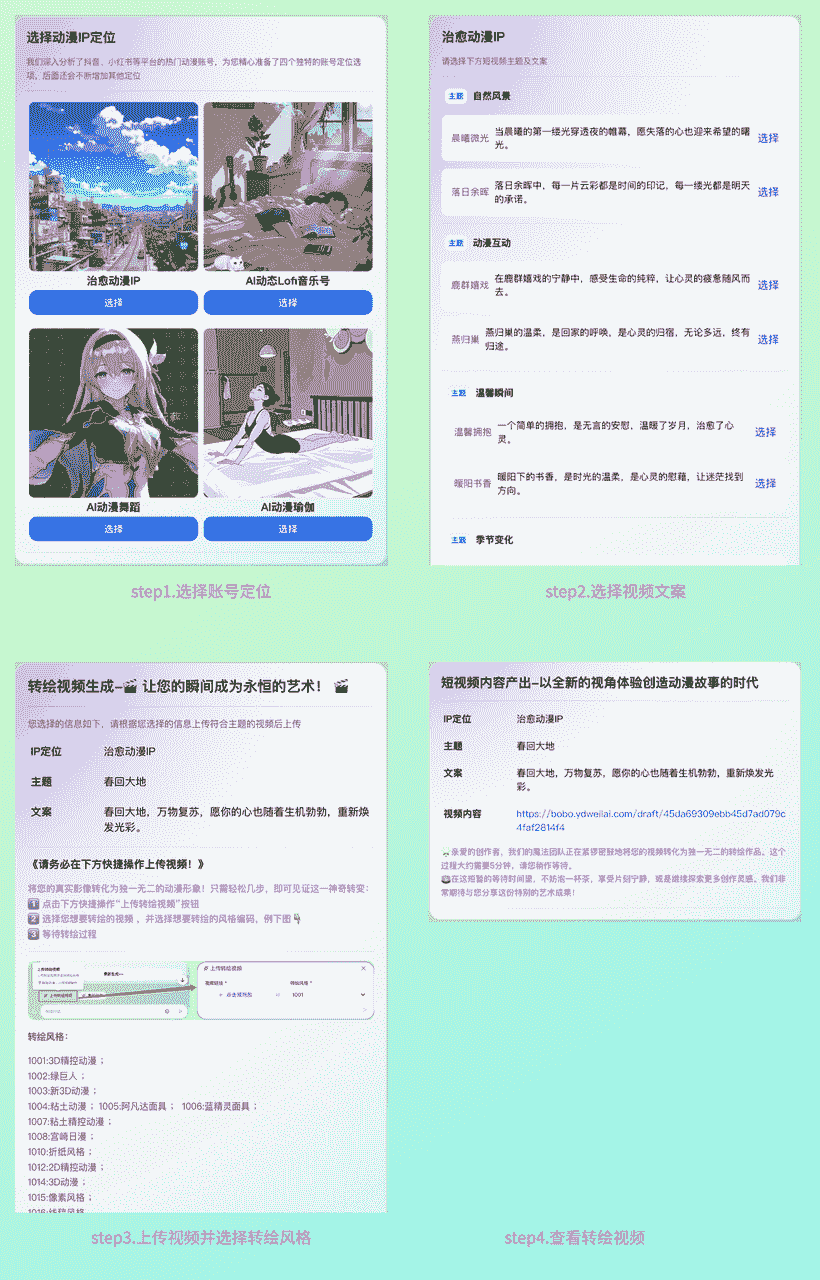 选择动漫IP定位
我们深入分析了抖音、小红书等平台的热门动漫账号，为您精心准备了四个独特的账号定位选
项，后面还会不断增加其他定位
治愈动漫IP
AI动态Lofi音乐号
选择
选择
AI动漫舞蹈
AI动漫瑜伽
选择
选择
step1.选择账号定位
治愈动漫IP
请选择下方短视频主题及文案
主题 自然风景
晨曦微光 当晨曦的第一缕光穿透夜的帷幕，愿失落的心也迎来希望的曙
光。 选择
落日余晖 落日余晖中，每一片云彩都是时间的印记，每一缕光都是明天
的承诺。 选择
主题 动漫互动
鹿群嬉戏 在鹿群嬉戏的宁静中，感受生命的纯粹，让心灵的疲惫随风而
去。 选择
燕归巢 燕归巢的温柔，是回家的呼唤，是心灵的归宿，无论多远，终有
归途。 选择
主题 温馨瞬间
温馨拥抱 一个简单的拥抱，是无言的安慰，温暖了岁月，治愈了心
灵。 选择
暖阳书香 暖阳下的书香，是时光的温柔，是心灵的慰藉，让迷茫找到
方向。 选择
主题 季节变化
step2.选择视频文案
转绘视频生成-🎬 让您的瞬间成为永恒的艺术！ 🎬
您选择的信息如下，请根据您选择的信息上传符合主题的视频后上传
IP定位 治愈动漫IP
主题 春回大地
文案 春回大地，万物复苏，愿你的心也随着生机勃勃，重新焕
发光彩。
《请务必在下方快捷操作上传视频！》
将您的真实影像转化为独一无二的动漫形象！只需轻松几步，即可见证这一神奇转变：
1 点击下方快捷操作“上传转绘视频”按钮
2 选择您想要转绘的视频 ，并选择想要转绘的风格编码，例下图👇
3 等待转绘过程
上传转绘视频
上传转绘视频
转绘风格 *
1001
转绘风格：
1001:3D精控动漫 ；
1002:绿巨人；
1003:新3D动漫；
1004:粘土动漫； 1005:阿凡达面具； 1006:蓝精灵面具；
1007:粘土精控动漫；
1008:宫崎日漫；
1010:折纸风格；
1012:2D精控动漫；
1014:3D动漫；
1015:像素风格；
step3.上传视频并选择转绘风格
短视频内容产出-以全新的视角体验创造动漫故事的时代
IP定位 治愈动漫IP
主题 春回大地
文案 春回大地，万物复苏，愿你的心也随着生机勃勃，重新焕发光
彩。
视频内容 https://bobo.ydweilai.com/draft/45da69309ebb45d7ad079c
4faf2814f4
亲爱的创作者，我们的魔法团队正在紧锣密鼓地将您的视频转化为独一无二的转绘作品。这个
过程大约需要5分钟，请您稍作等待。
在这短暂的等待时间里，不妨泡一杯茶，享受片刻宁静，或是继续探索更多创作灵感。我们非
常期待与您分享这份特别的艺术成果！
step4.查看转绘视频